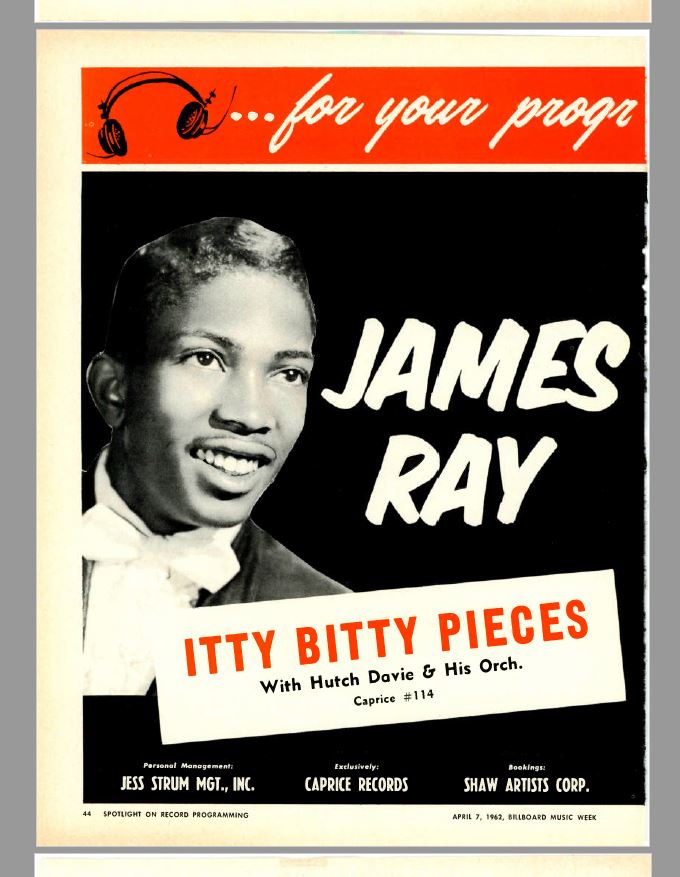 ...for your progr
JAMES
RAY
ITTY BITTY PIECES
With Hutch Davie & His Orch.
Caprice #114
Personal Management:
JESS STRUM MGT., INC.
Exclusively:
CAPRICE RECORDS
Bookings:
SHAW ARTISTS CORP.
44 SPOTLIGHT ON RECORD PROGRAMMING
APRIL 7, 1962, BILLBOARD MUSIC WEEK